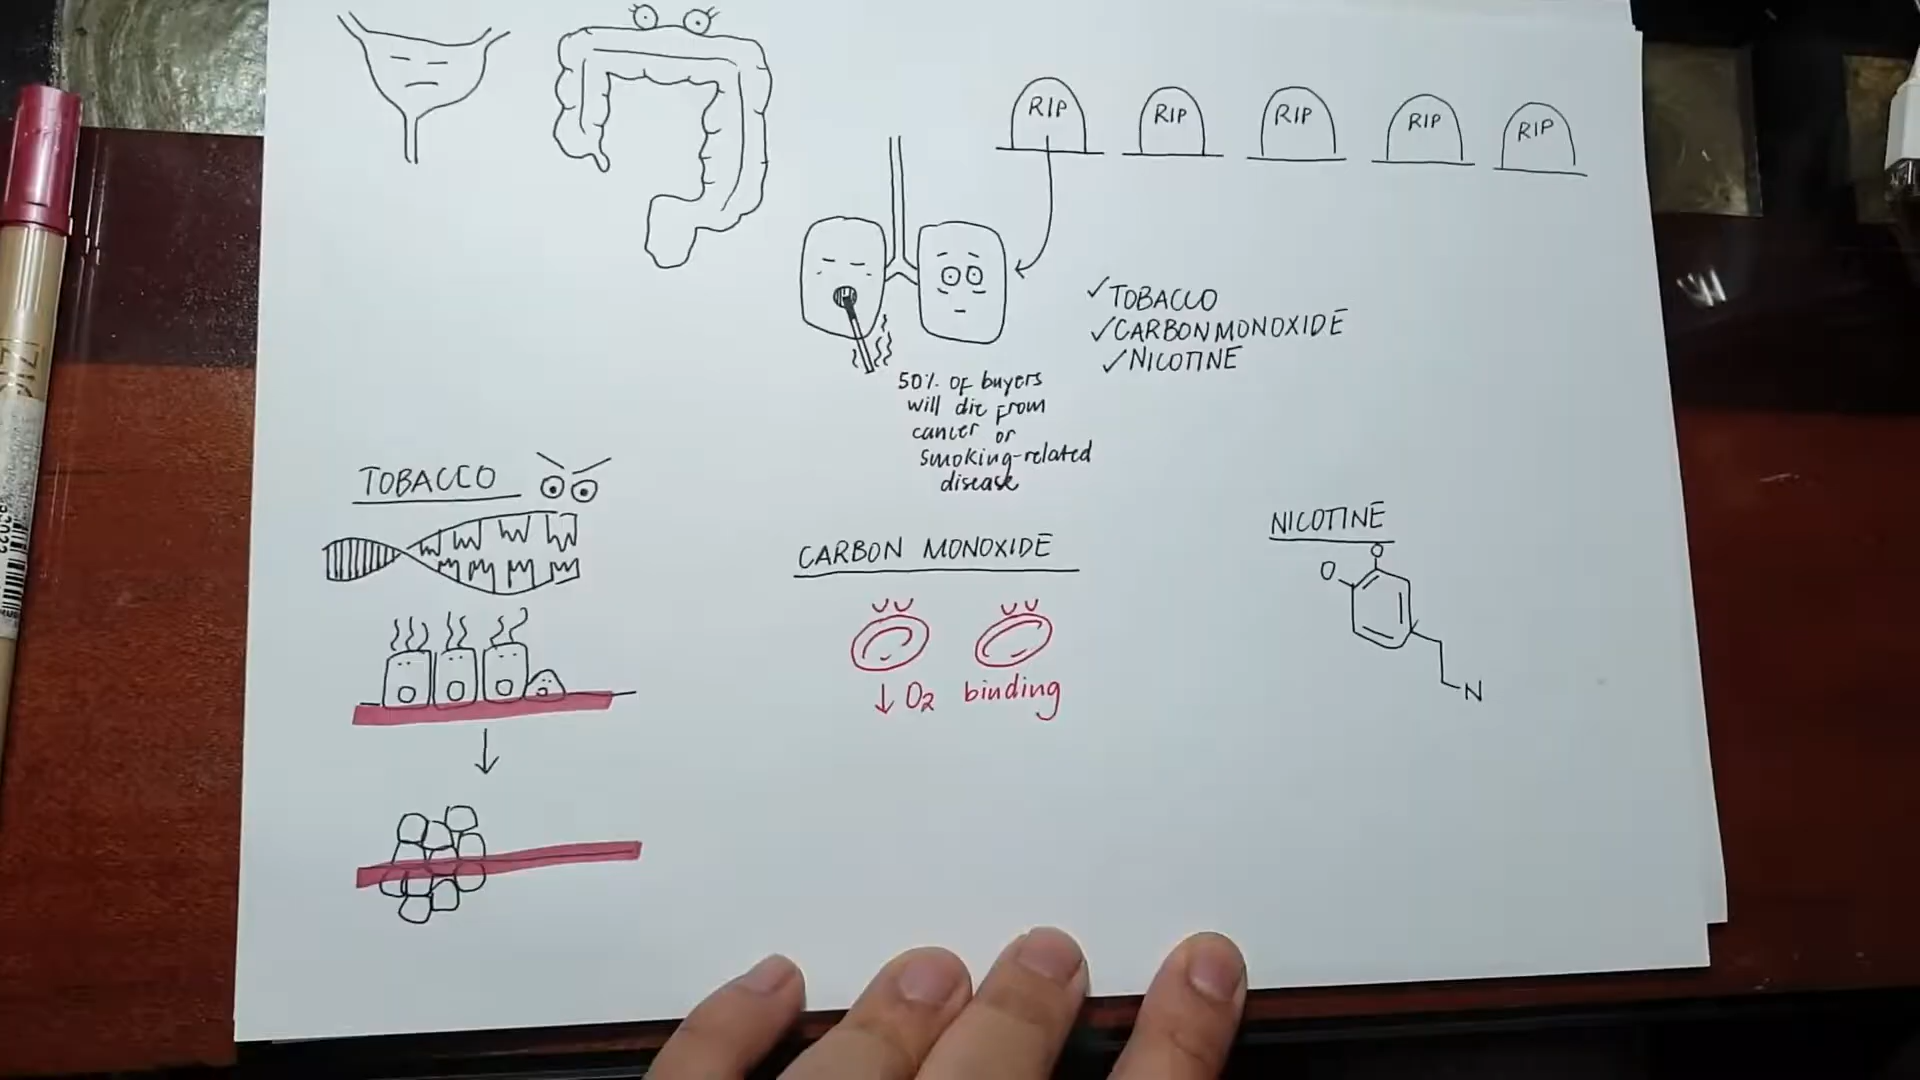 RIP
RIP
RIP
RIP
RIP
✓TOBACCO
✓CARBONMONOXIDE
✓NICOTINE
50% OF buyers
will die from
cancer or
smoking-related
disease
TOBACCO
NICOTINE
CARBON MONOXIDE
O
O
N
↓ O₂ binding